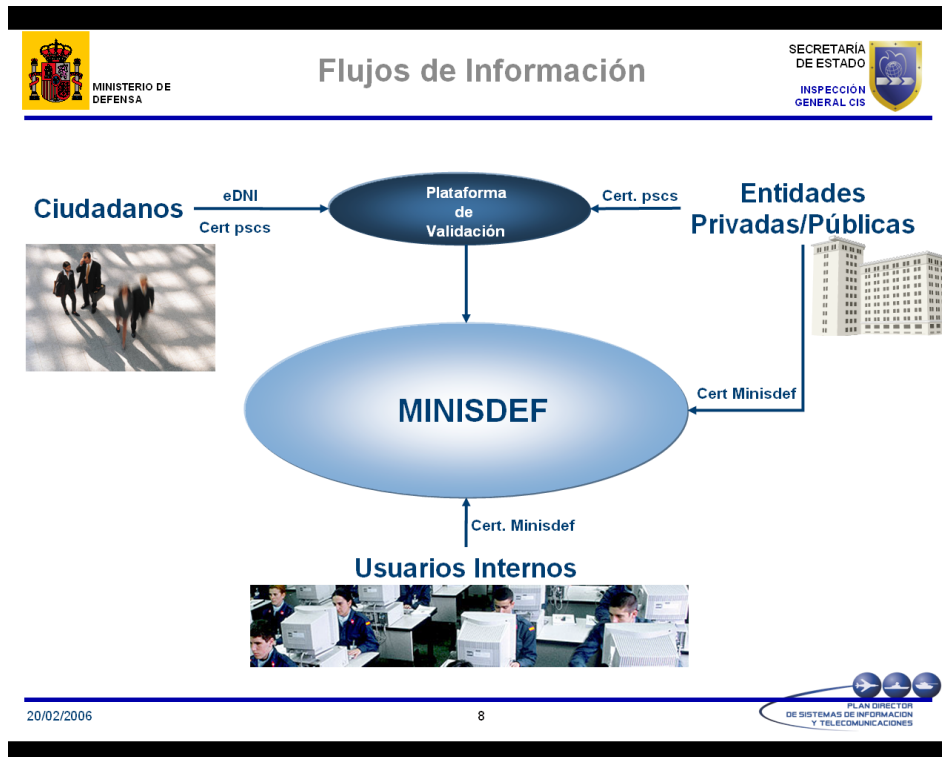 MINISTERIO DE
DEFENSA
Flujos de Información
SECRETARÍA
DE ESTADO
INSPECCIÓN
GENERAL CIS
Ciudadanos
eDNI
Cert pscs
Plataforma
de
Validación
Cert. pscs
Entidades
Privadas/Públicas
MINISDEF
Cert Minisdef
Cert. Minisdef
Usuarios Internos
20/02/2006
8
PLAN DIRECTOR
DE SISTEMAS DE INFORMACION
Y TELECOMUNICACIONES